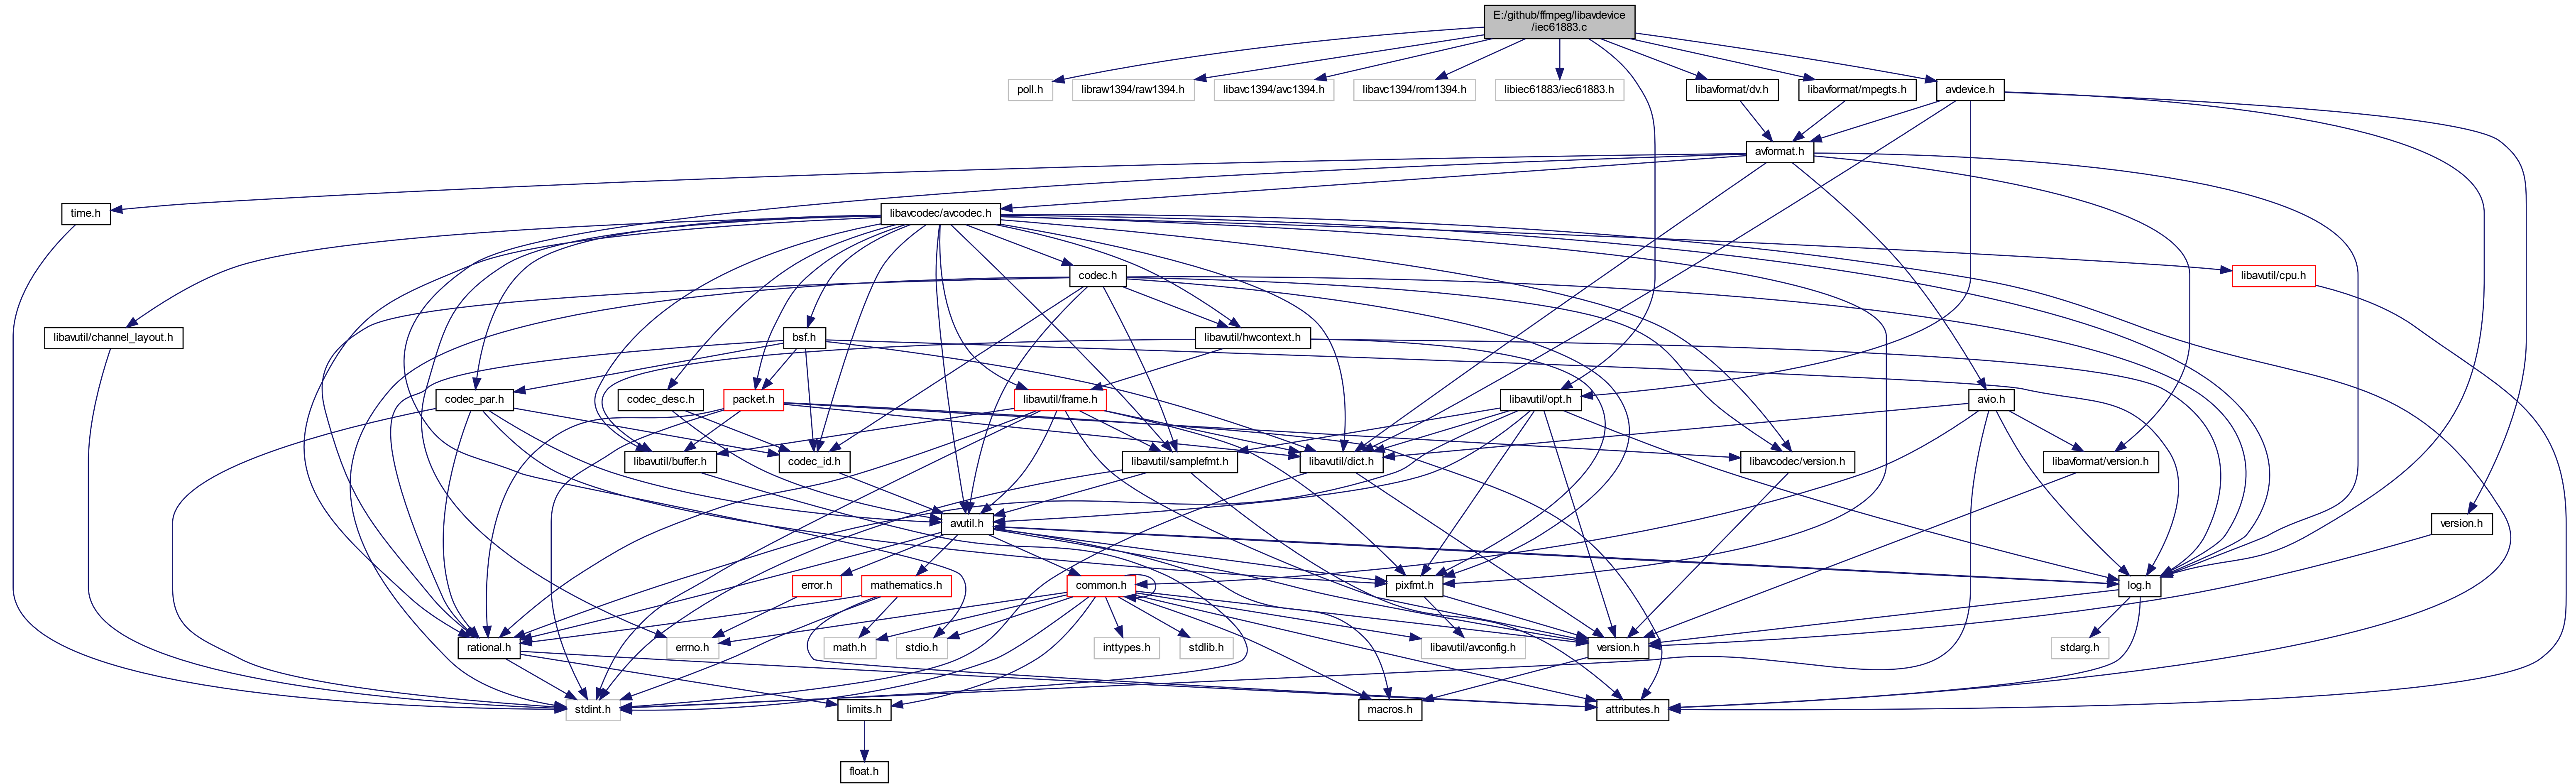 E:/github/ffmpeg/libavdevice
/iec61883.c
poll.h
libraw1394/raw1394.h
libavc1394/avc1394.h
libavc1394/rom1394.h
libiec61883/iec61883.h
libavformat/dv.h
libavformat/mpegts.h
avdevice.h
avformat.h
time.h
libavcodec/avcodec.h
codec.h
libavutil/cpu.h
libavutil/channel_layout.h
bsf.h
libavutil/hwcontext.h
codec_par.h
codec_desc.h
packet.h
libavutil/frame.h
libavutil/opt.h
avio.h
libavutil/buffer.h
codec_id.h
libavutil/samplefmt.h
libavutil/dict.h
libavcodec/version.h
libavformat/version.h
avutil.h
version.h
error.h
mathematics.h
common.h
pixfmt.h
log.h
rational.h
errno.h
math.h
stdio.h
inttypes.h
stdlib.h
libavutil/avconfig.h
version.h
stdarg.h
stdint.h
limits.h
macros.h
attributes.h
float.h